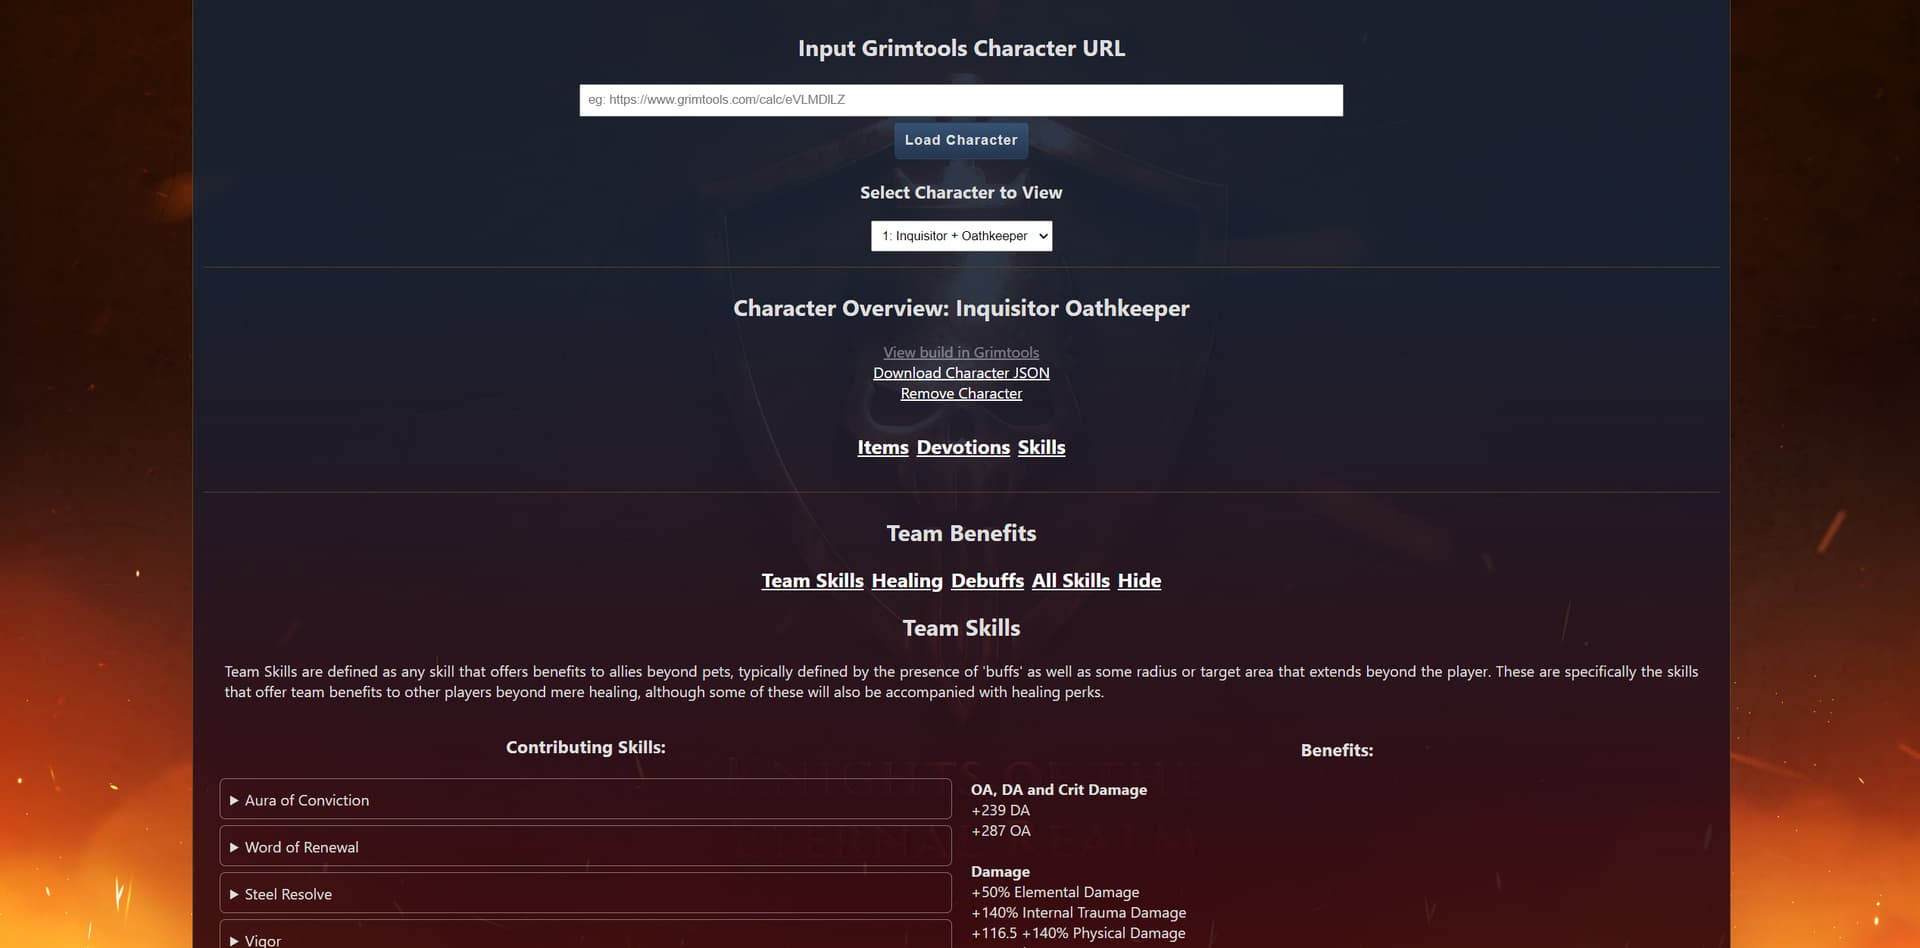 Input Grimtools Character URL
eg: https://www.grimtools.com/calc/eVLMDlLZ
Load Character
Select Character to View
1: Inquisitor + Oathkeeper
Character Overview: Inquisitor Oathkeeper
View build in Grimtools
Download Character JSON
Remove Character
Items Devotions Skills
Team Benefits
Team Skills Healing Debuffs All Skills Hide
Team Skills
Team Skills are defined as any skill that offers benefits to allies beyond pets, typically defined by the presence of 'buffs' as well as some radius or target area that extends beyond the player. These are specifically the skills
that offer team benefits to other players beyond mere healing, although some of these will also be accompanied with healing perks.
Contributing Skills:
▶ Aura of Conviction
▶ Word of Renewal
▶ Steel Resolve
▶ Vigor
Benefits:
OA, DA and Crit Damage
+239 DA
+287 OA
Damage
+50% Elemental Damage
+140% Internal Trauma Damage
+116.5 +140% Physical Damage
KNIGHTS OF THE
ETERNAL REALM